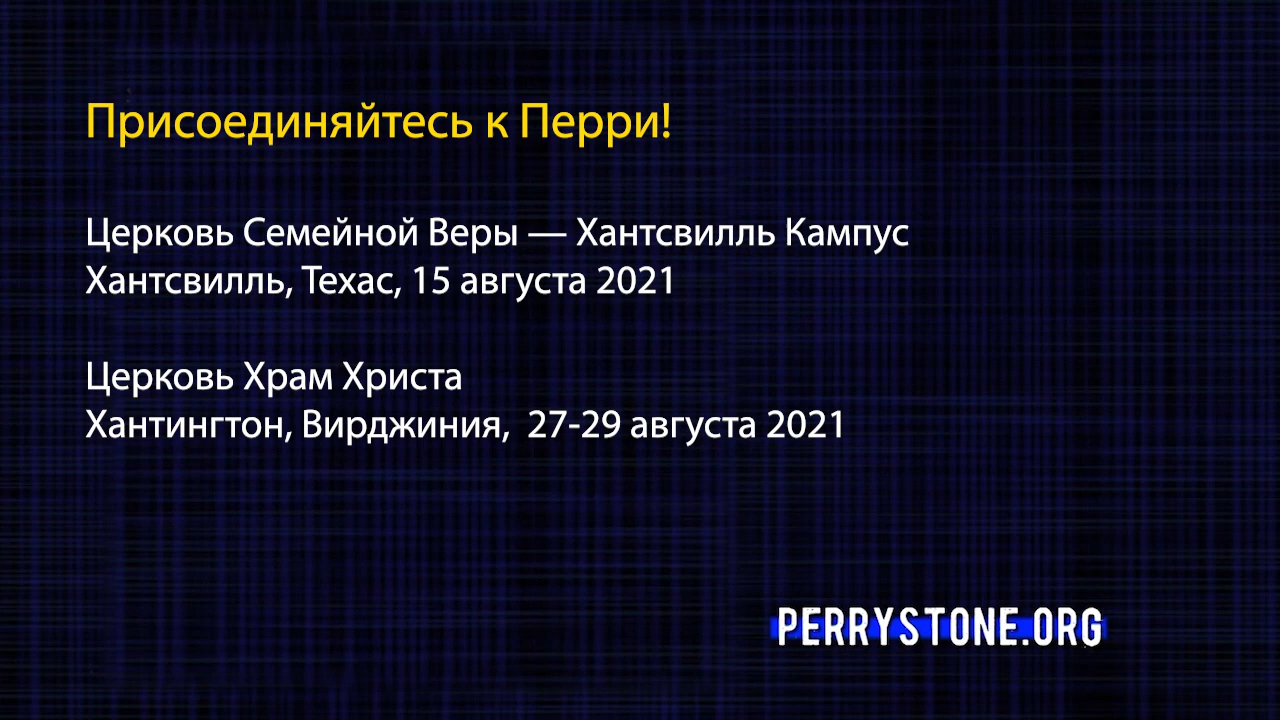 Присоединяйтесь к Перри!
Церковь Семейной Веры — Хантсвилль Кампус
Хантсвилль, Техас, 15 августа 2021
Церковь Храм Христа
Хантингтон, Вирджиния, 27-29 августа 2021
PERRYSTONE.ORG